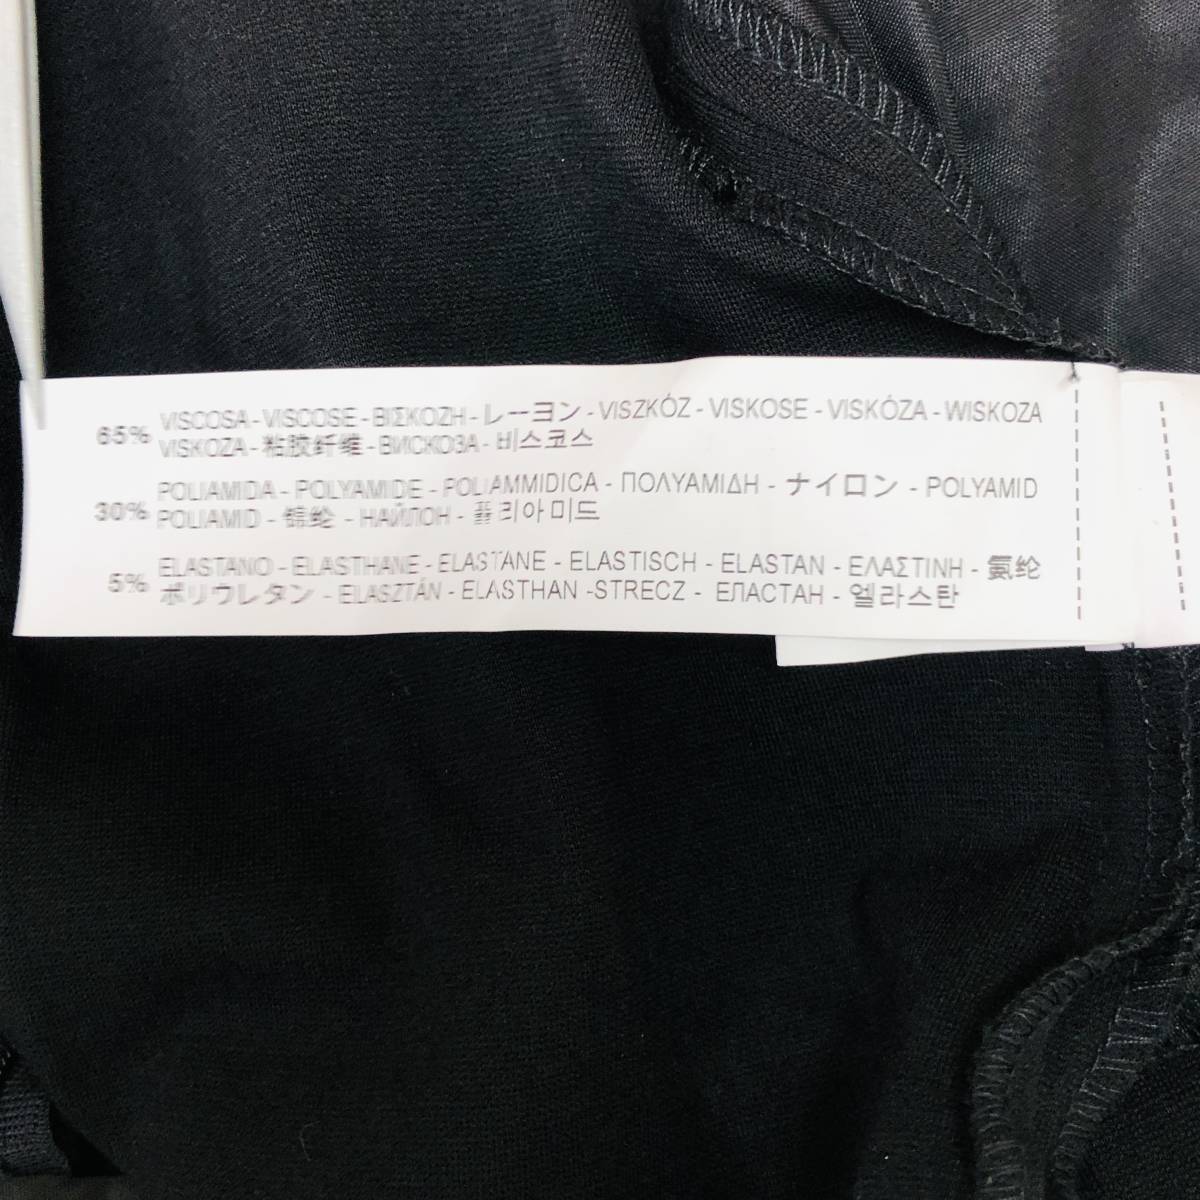 65% VISCOSA - VISCOSE - ΒΙΣΚΟΖΗ - レーヨン - VISZKÓZ - VISKOSE - VISKÓZA - WISKOZA
VISKOZA - 粘胶纤维 - ВИСКОЗА - 비스코스
30% POLIAMIDA - POLYAMIDE - POLIAMMIDICA - ΠΟΛΥΑΜΙΔΗ - ナイロン - POLYAMID
POLIAMID - 锦纶 - НАЙЛОН - 폴리아미드
5% ELASTANO - ELASTHANE - ELASTANE - ELASTISCH - ELASTAN - ΕΛΑΣΤΙΝΗ - 氨纶
ポリウレタン - ELASZTÁN - ELASTHAN -STRECZ - ЕПАСТАН - 엘라스탄